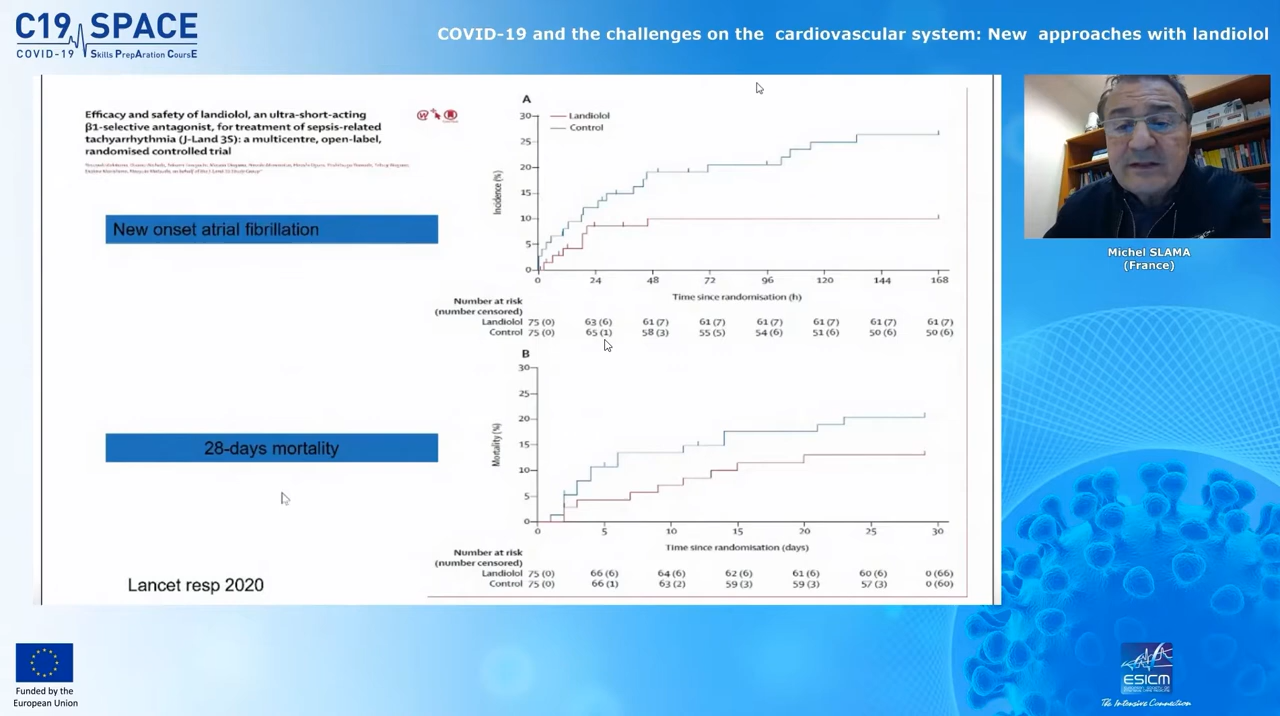 C19 SPACE
COVID-19 Skills PrepArAtion CoursE
COVID-19 and the challenges on the cardiovascular system: New approaches with landiolol
Efficacy and safety of landiolol, an ultra-short-acting
β1-selective antagonist, for treatment of sepsis-related
tachyarrhythmia (J-Land 3S): a multicentre, open-label,
randomised controlled trial
New onset atrial fibrillation
28-days mortality
Lancet resp 2020
A
Landiolol
Control
Incidence (%)
30
25
20
15
10
5
0
0 24 48 72 96 120 144 168
Time since randomisation (h)
Number at risk
(number censored)
Landiolol 75 (0) 63 (6) 61 (7) 61 (7) 61 (7) 61 (7) 61 (7) 61 (7)
Control 75 (0) 65 (1) 58 (3) 55 (5) 54 (6) 51 (6) 50 (6) 50 (6)
B
Mortality (%)
30
25
20
15
10
5
0
0 5 10 15 20 25 30
Time since randomisation (days)
Number at risk
(number censored)
Landiolol 75 (0) 66 (6) 64 (6) 62 (6) 61 (6) 60 (6) 0 (66)
Control 75 (0) 66 (1) 63 (2) 59 (3) 59 (3) 57 (3) 0 (60)
Michel SLAMA
(France)
Funded by the
European Union
ESICM
The Intensive Connection